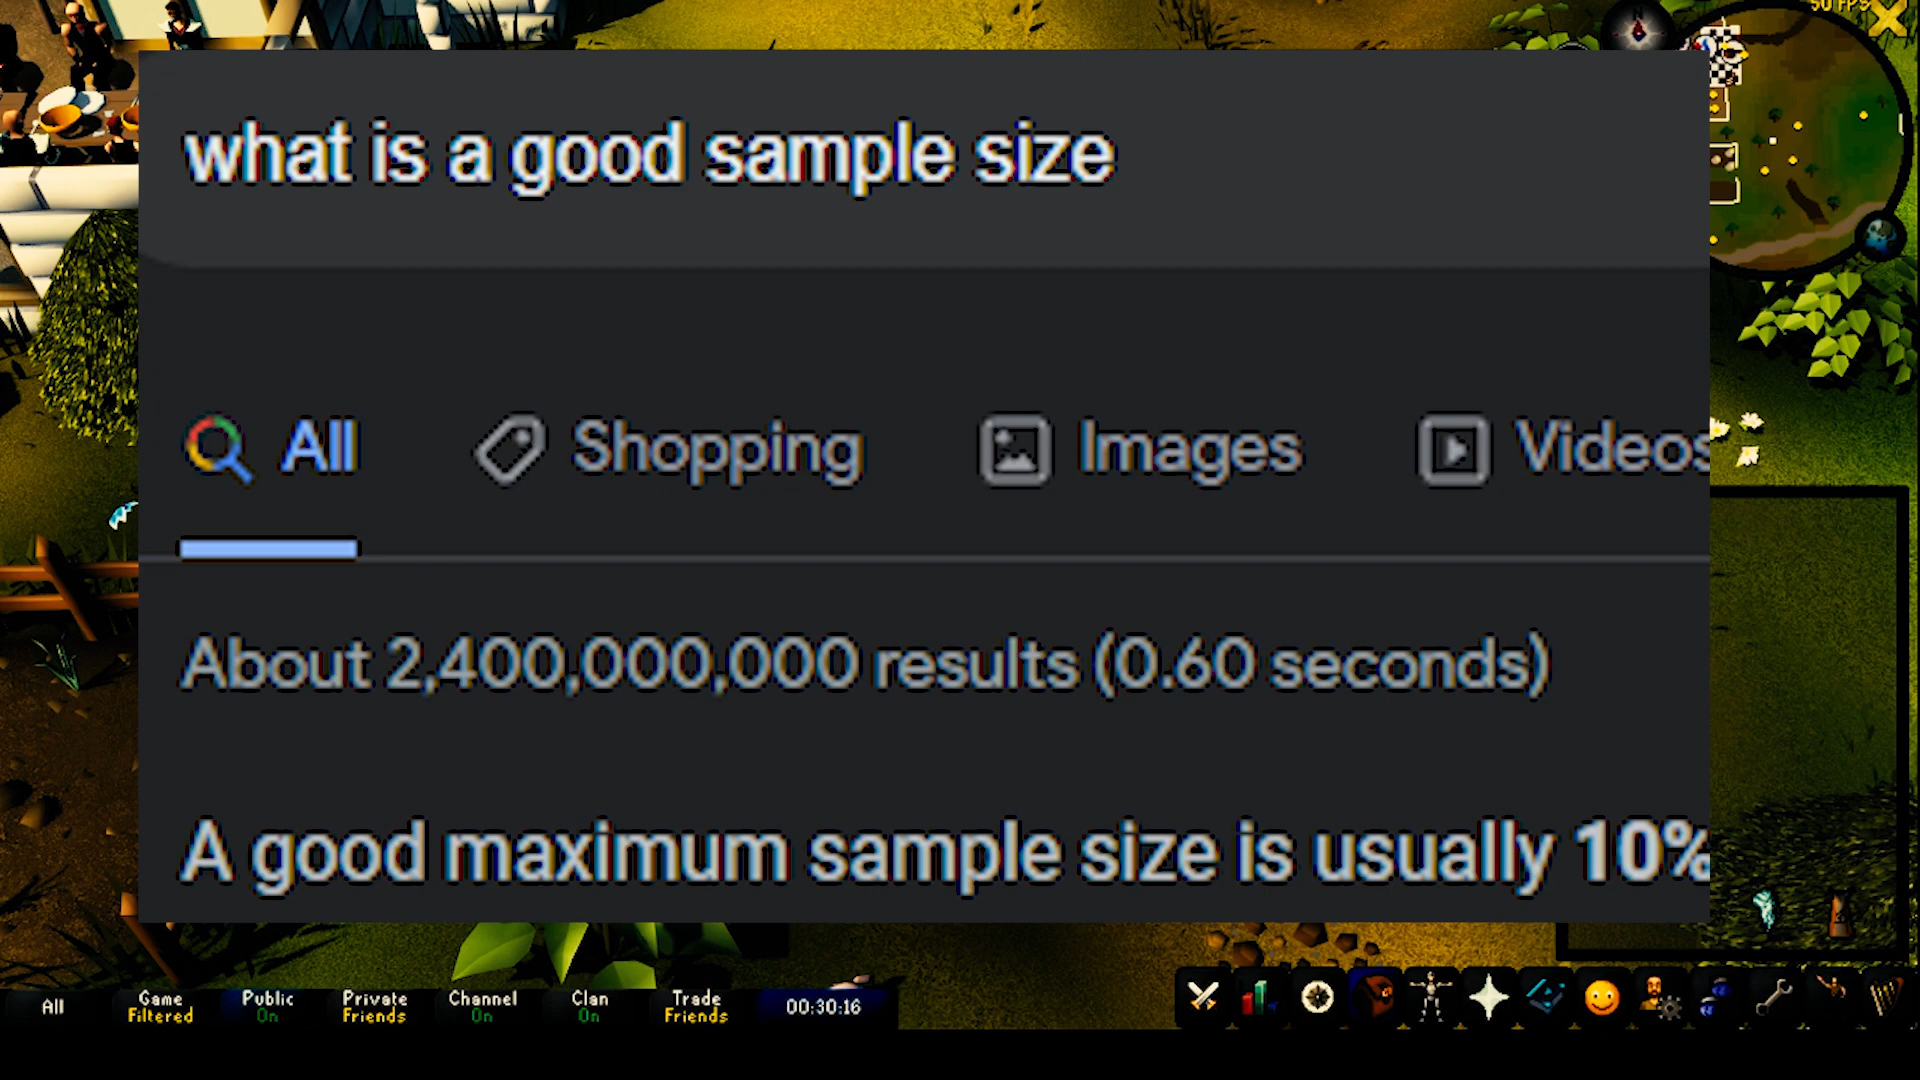 50 FPS
N
what is a good sample size
All Shopping Images Videos
About 2,400,000,000 results (0.60 seconds)
A good maximum sample size is usually 10%
All Game Filtered Public On Private Friends Channel On Clan On Trade Friends 00:30:16